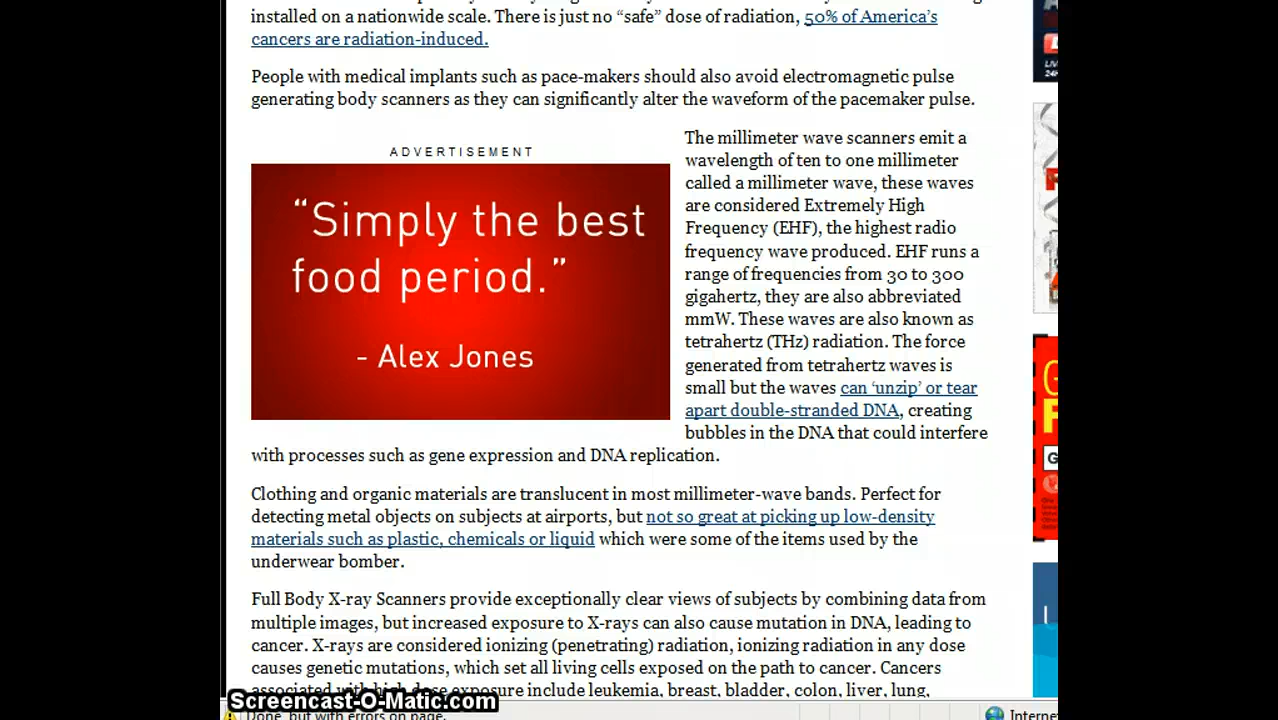 installed on a nationwide scale. There is just no “safe” dose of radiation, 50% of America’s
cancers are radiation-induced.
People with medical implants such as pace-makers should also avoid electromagnetic pulse
generating body scanners as they can significantly alter the waveform of the pacemaker pulse.
ADVERTISEMENT
“Simply the best
food period.”
- Alex Jones
The millimeter wave scanners emit a
wavelength of ten to one millimeter
called a millimeter wave, these waves
are considered Extremely High
Frequency (EHF), the highest radio
frequency wave produced. EHF runs a
range of frequencies from 30 to 300
gigahertz, they are also abbreviated
mmW. These waves are also known as
tetrahertz (THz) radiation. The force
generated from tetrahertz waves is
small but the waves can ‘unzip’ or tear
apart double-stranded DNA, creating
bubbles in the DNA that could interfere
with processes such as gene expression and DNA replication.
Clothing and organic materials are translucent in most millimeter-wave bands. Perfect for
detecting metal objects on subjects at airports, but not so great at picking up low-density
materials such as plastic, chemicals or liquid which were some of the items used by the
underwear bomber.
Full Body X-ray Scanners provide exceptionally clear views of subjects by combining data from
multiple images, but increased exposure to X-rays can also cause mutation in DNA, leading to
cancer. X-rays are considered ionizing (penetrating) radiation, ionizing radiation in any dose
causes genetic mutations, which set all living cells exposed on the path to cancer. Cancers
associated with high dose exposure include leukemia, breast, bladder, colon, liver, lung,
Screencast-O-Matic.com
Done, but with errors on page.
Interne